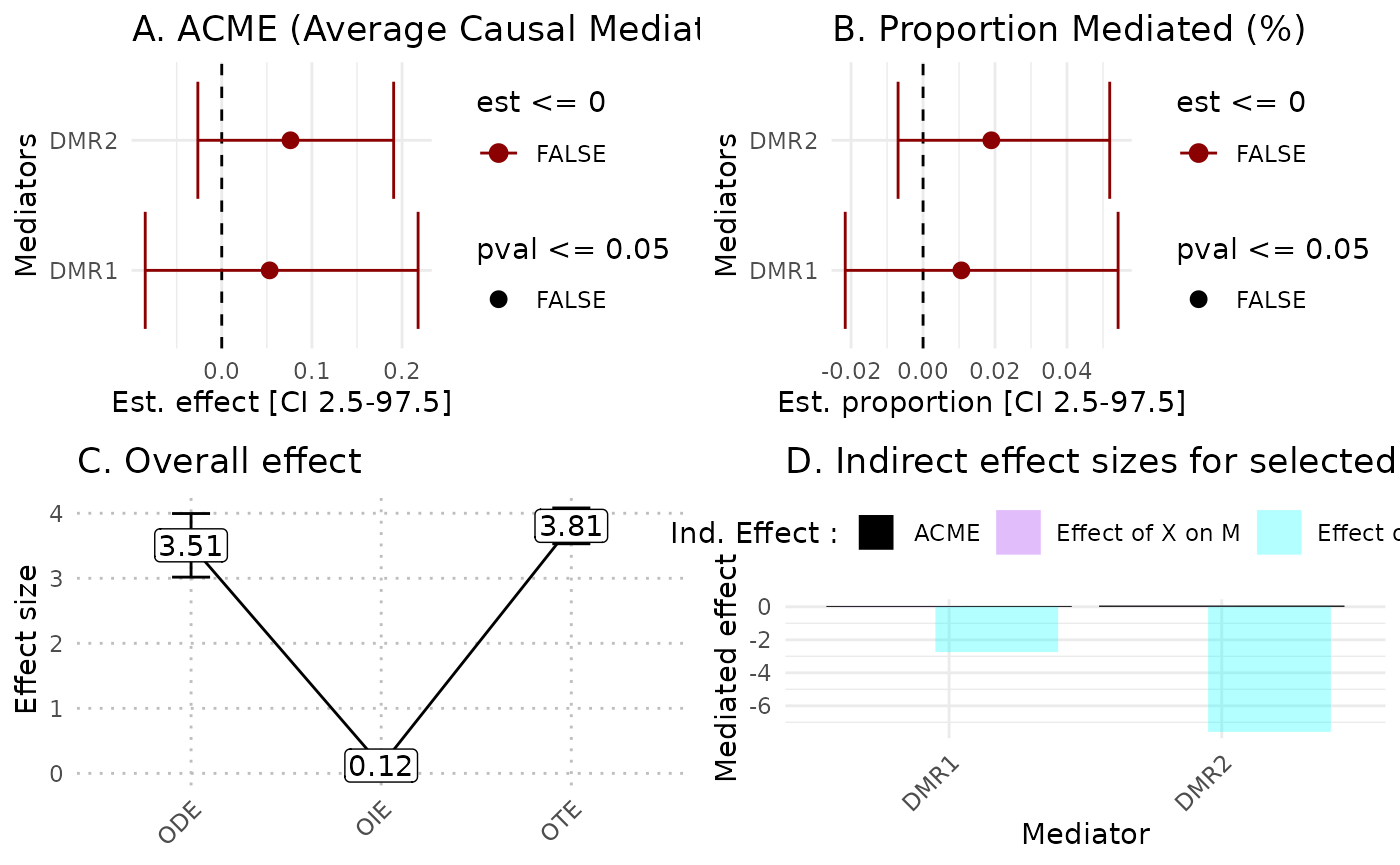 A. ACME (Average Causal Mediat
Mediators
DMR2
DMR1
0.0 0.1 0.2
Est. effect [CI 2.5-97.5]
est <= 0
FALSE
pval <= 0.05
FALSE
B. Proportion Mediated (%)
Mediators
DMR2
DMR1
-0.02 0.00 0.02 0.04
Est. proportion [CI 2.5-97.5]
est <= 0
FALSE
pval <= 0.05
FALSE
C. Overall effect
Effect size
4
3
2
1
0
3.51
0.12
3.81
ODE OIE OTE
D. Indirect effect sizes for selected
Ind. Effect : ACME Effect of X on M Effect
Mediated effect
0
-2
-4
-6
DMR1 DMR2
Mediator